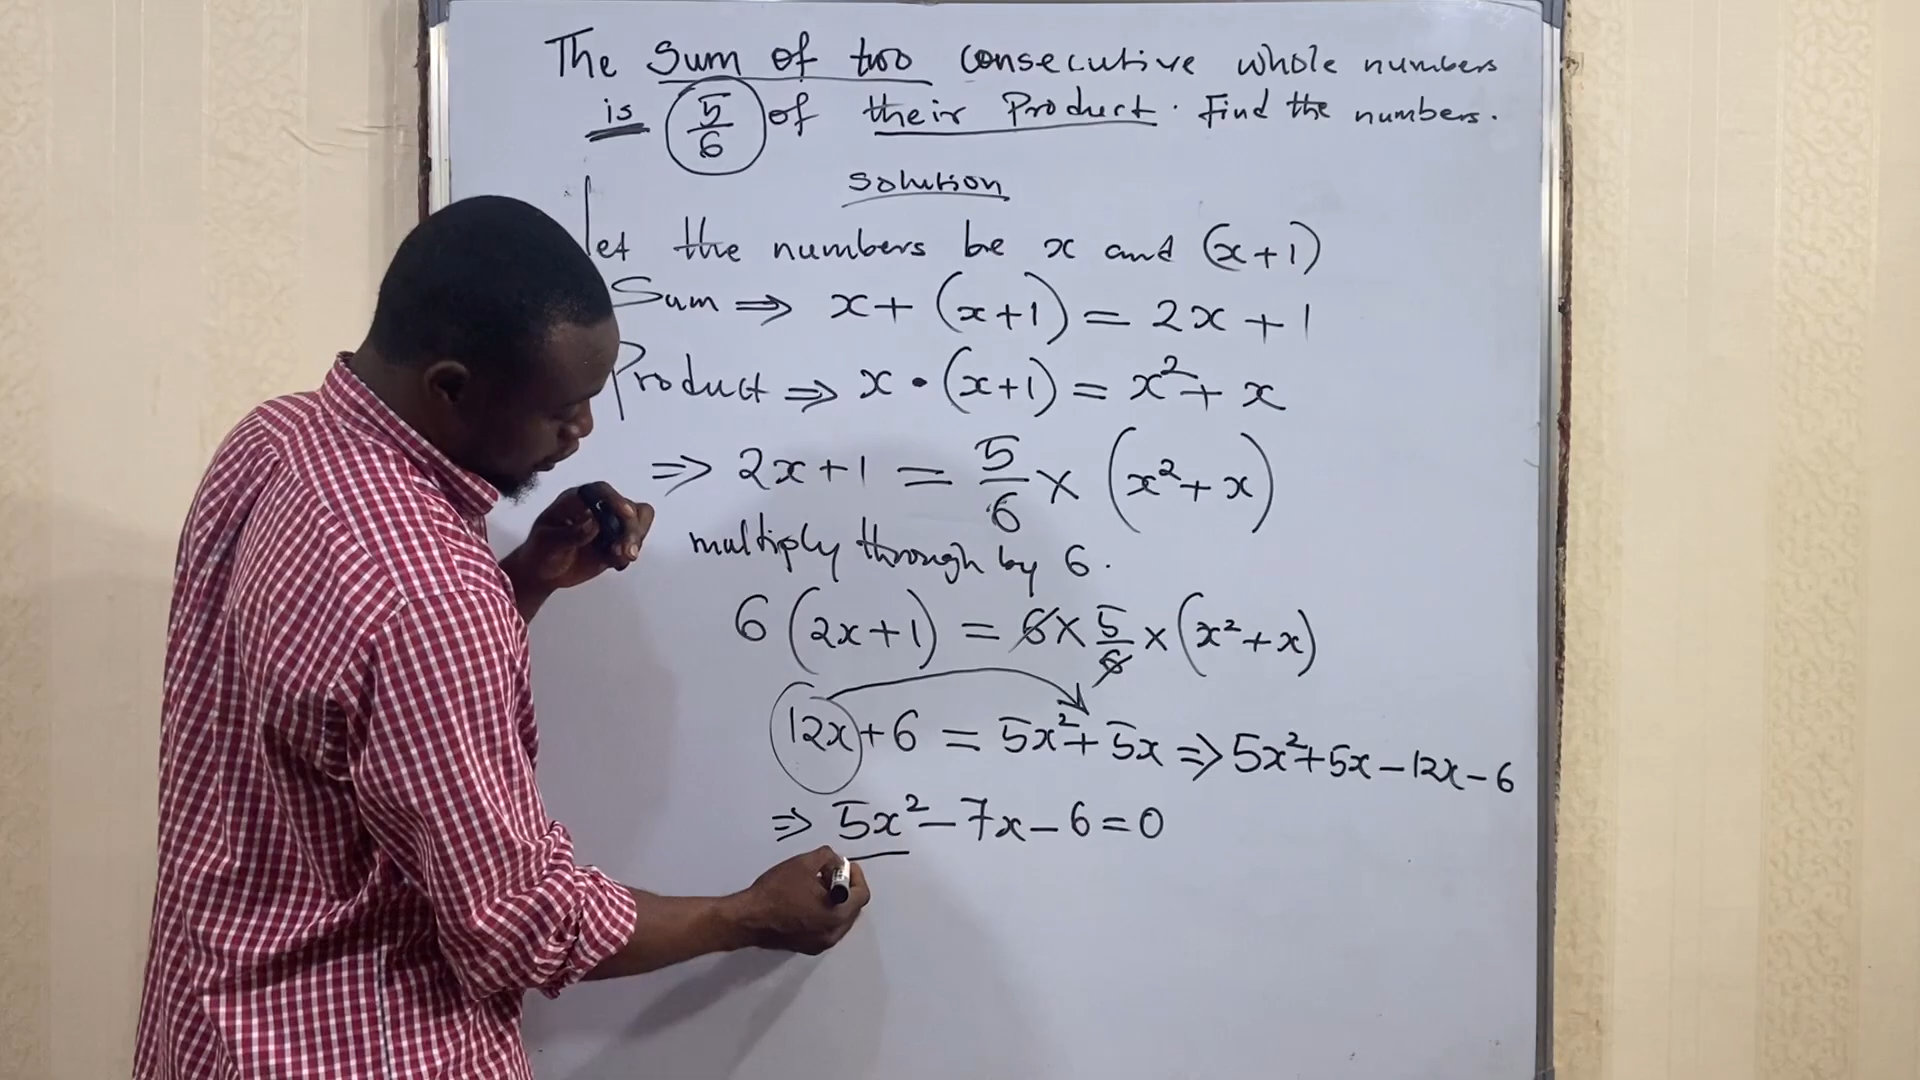 The Sum of two consecutive whole numbers
is 5/6 of their Product. Find the numbers.
Solution
let the numbers be x and (x+1)
Sum ⇒ x + (x+1) = 2x + 1
Product ⇒ x • (x+1) = x² + x
⇒ 2x+1 = 5/6 × (x² + x)
multiply through by 6.
6(2x+1) = 6 × 5/6 × (x² + x)
12x + 6 = 5x² + 5x ⇒ 5x² + 5x − 12x − 6
⇒ 5x² − 7x − 6 = 0